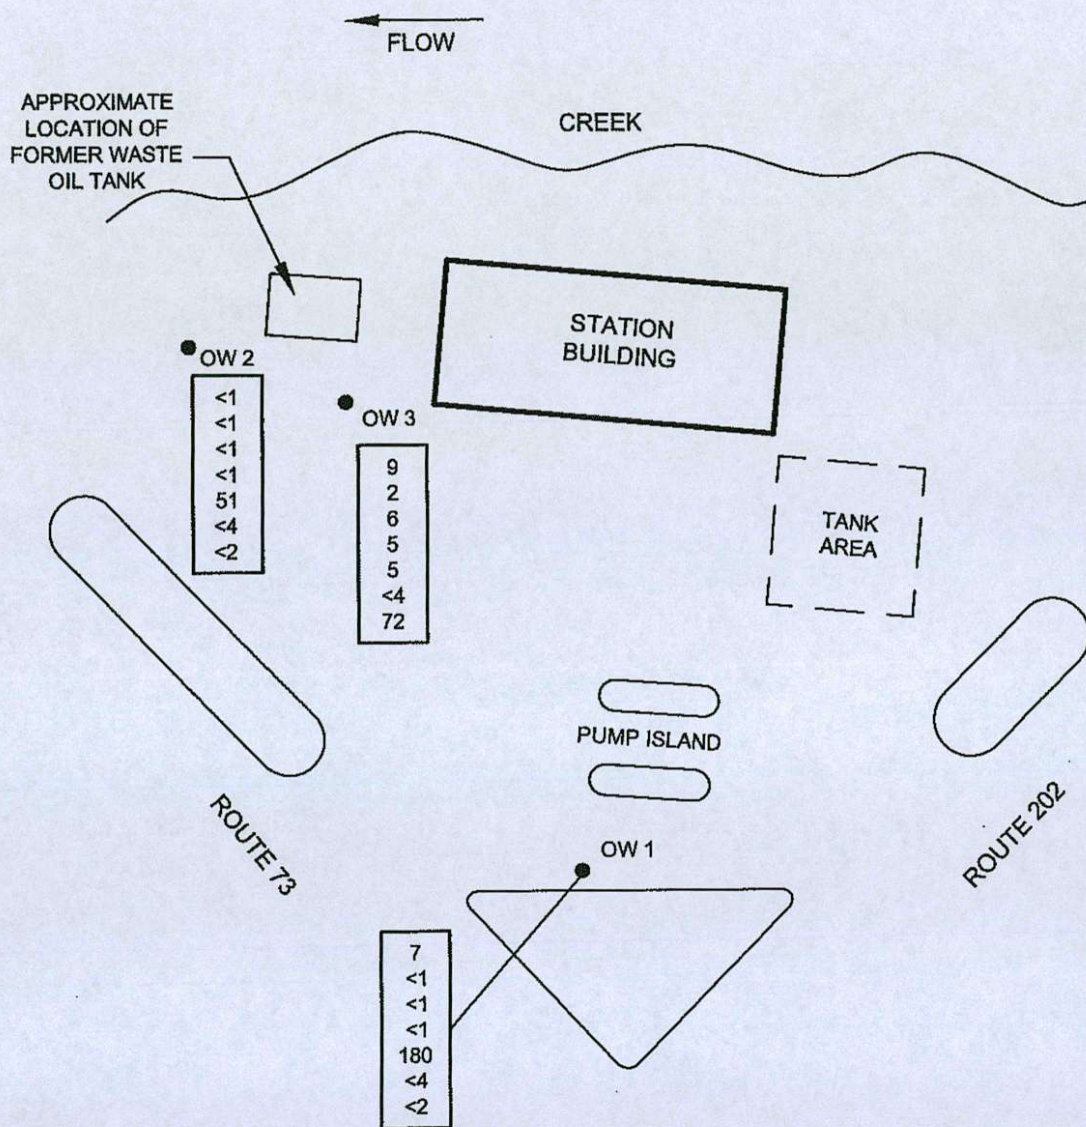 FLOW
CREEK
APPROXIMATE
LOCATION OF
FORMER WASTE
OIL TANK
STATION
BUILDING
OW 2
<1
<1
<1
<1
51
<4
<2
OW 3
9
2
6
5
5
<4
72
TANK
AREA
PUMP ISLAND
ROUTE 73
ROUTE 202
OW 1
7
<1
<1
<1
180
<4
<2